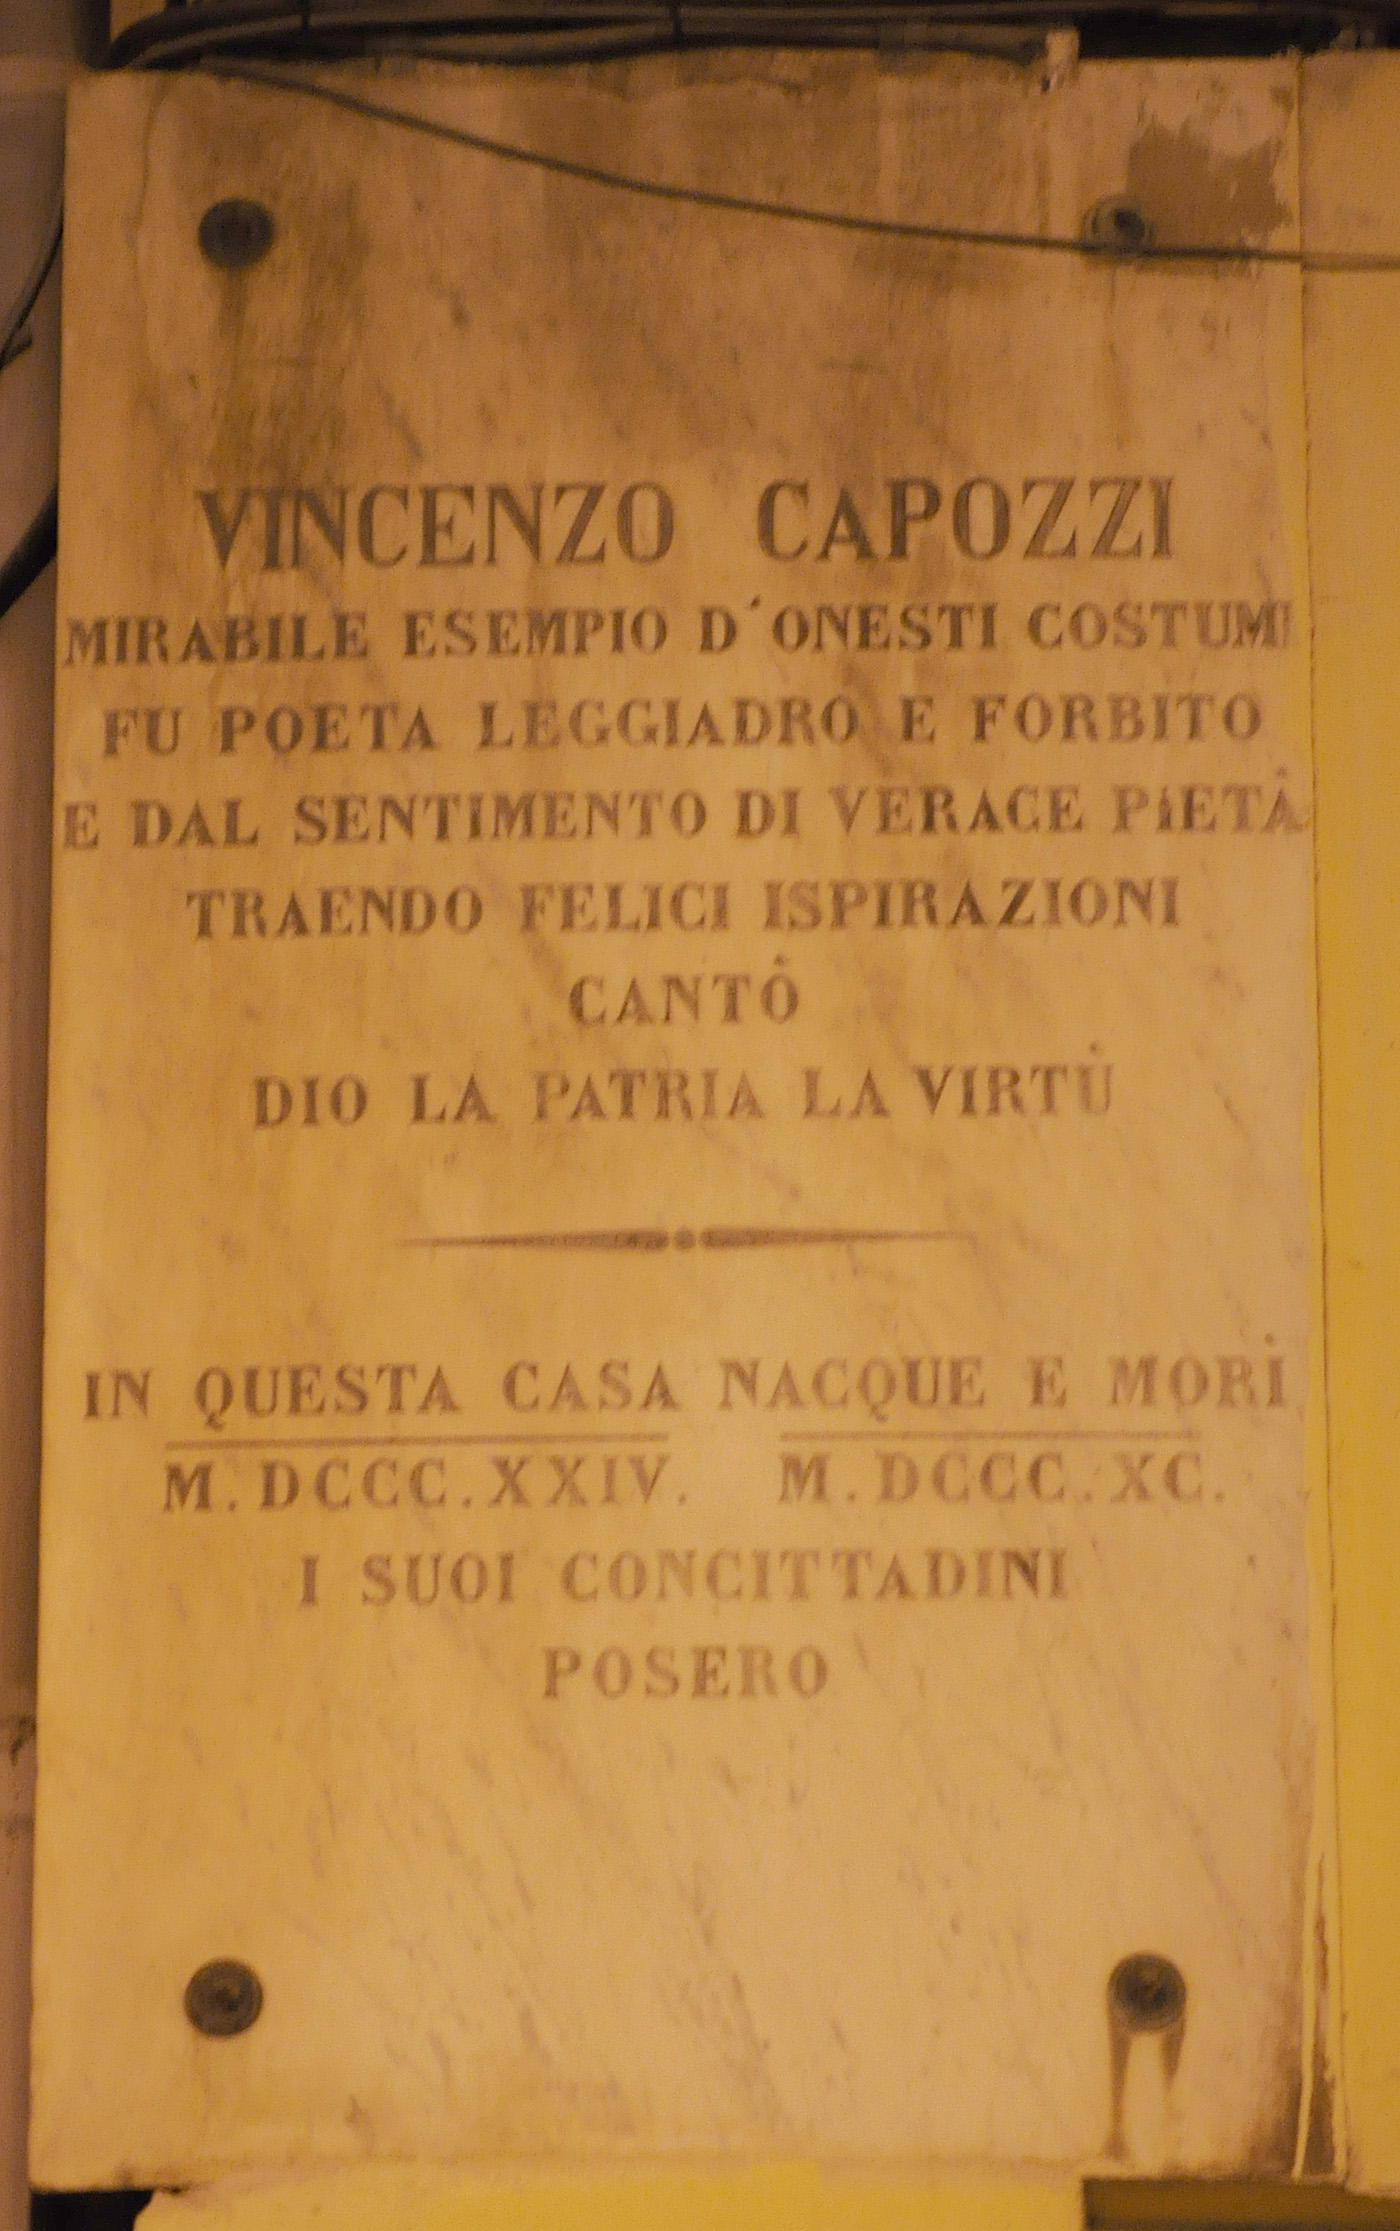 VINCENZO CAPOZZI
MIRABILE ESEMPIO D'ONESTI COSTUMI
FU POETA LEGGIADRO E FORBITO
E DAL SENTIMENTO DI VERACE PIETÀ
TRAENDO FELICI ISPIRAZIONI
CANTÒ
DIO LA PATRIA LA VIRTÙ
IN QUESTA CASA NACQUE E MORÌ
M.DCCC.XXIV. M.DCCC.XC.
I SUOI CONCITTADINI
POSERO